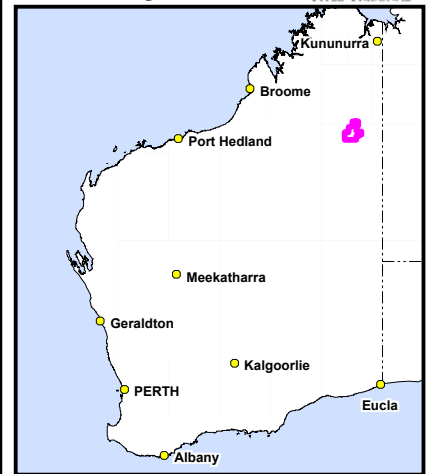 Kununurra
Broome
Port Hedland
Meekatharra
Geraldton
Kalgoorlie
PERTH
Eucla
Albany